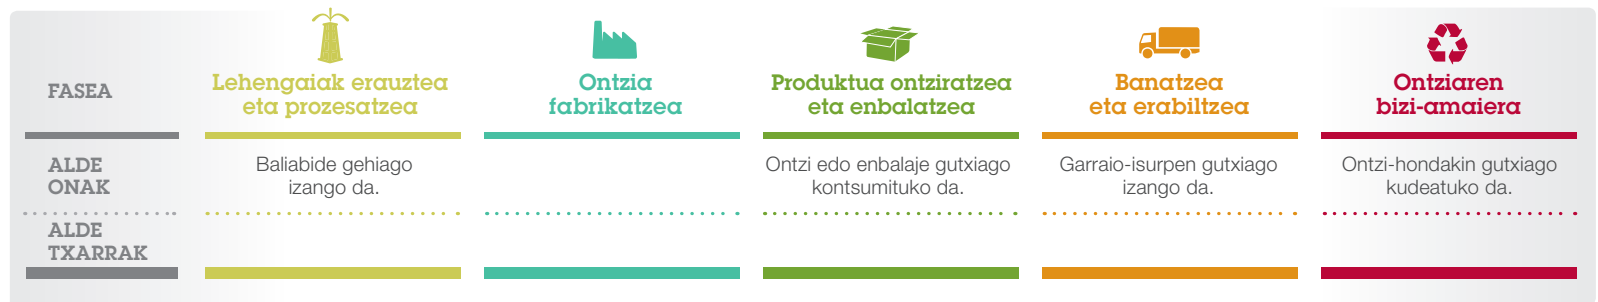 FASEA
Lehengaiak erauztea
eta prozesatzea
Ontzia
fabrikatzea
Produktua ontziratzea
eta enbalatzea
Banatzea
eta erabiltzea
Ontziaren
bizi-amaiera
ALDE
ONAK
Baliabide gehiago
izango da.
Ontzi edo enbalaje gutxiago
kontsumituko da.
Garraio-isurpen gutxiago
izango da.
Ontzi-hondakin gutxiago
kudeatuko da.
ALDE
TXARRAK